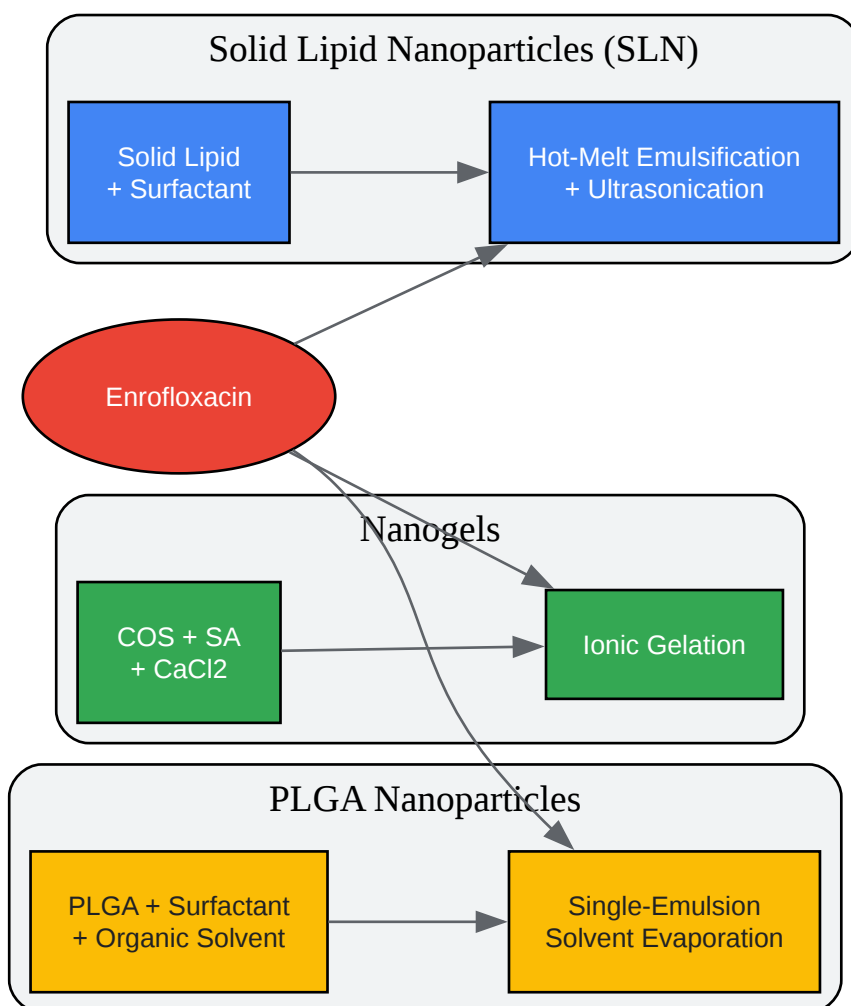 Solid Lipid Nanoparticles (SLN)
Solid Lipid
+ Surfactant
Hot-Melt Emulsification
+ Ultrasonication
Enrofloxacin
Nanogels
COS + SA
+ CaCl2
Ionic Gelation
PLGA Nanoparticles
PLGA + Surfactant
+ Organic Solvent
Single-Emulsion
Solvent Evaporation